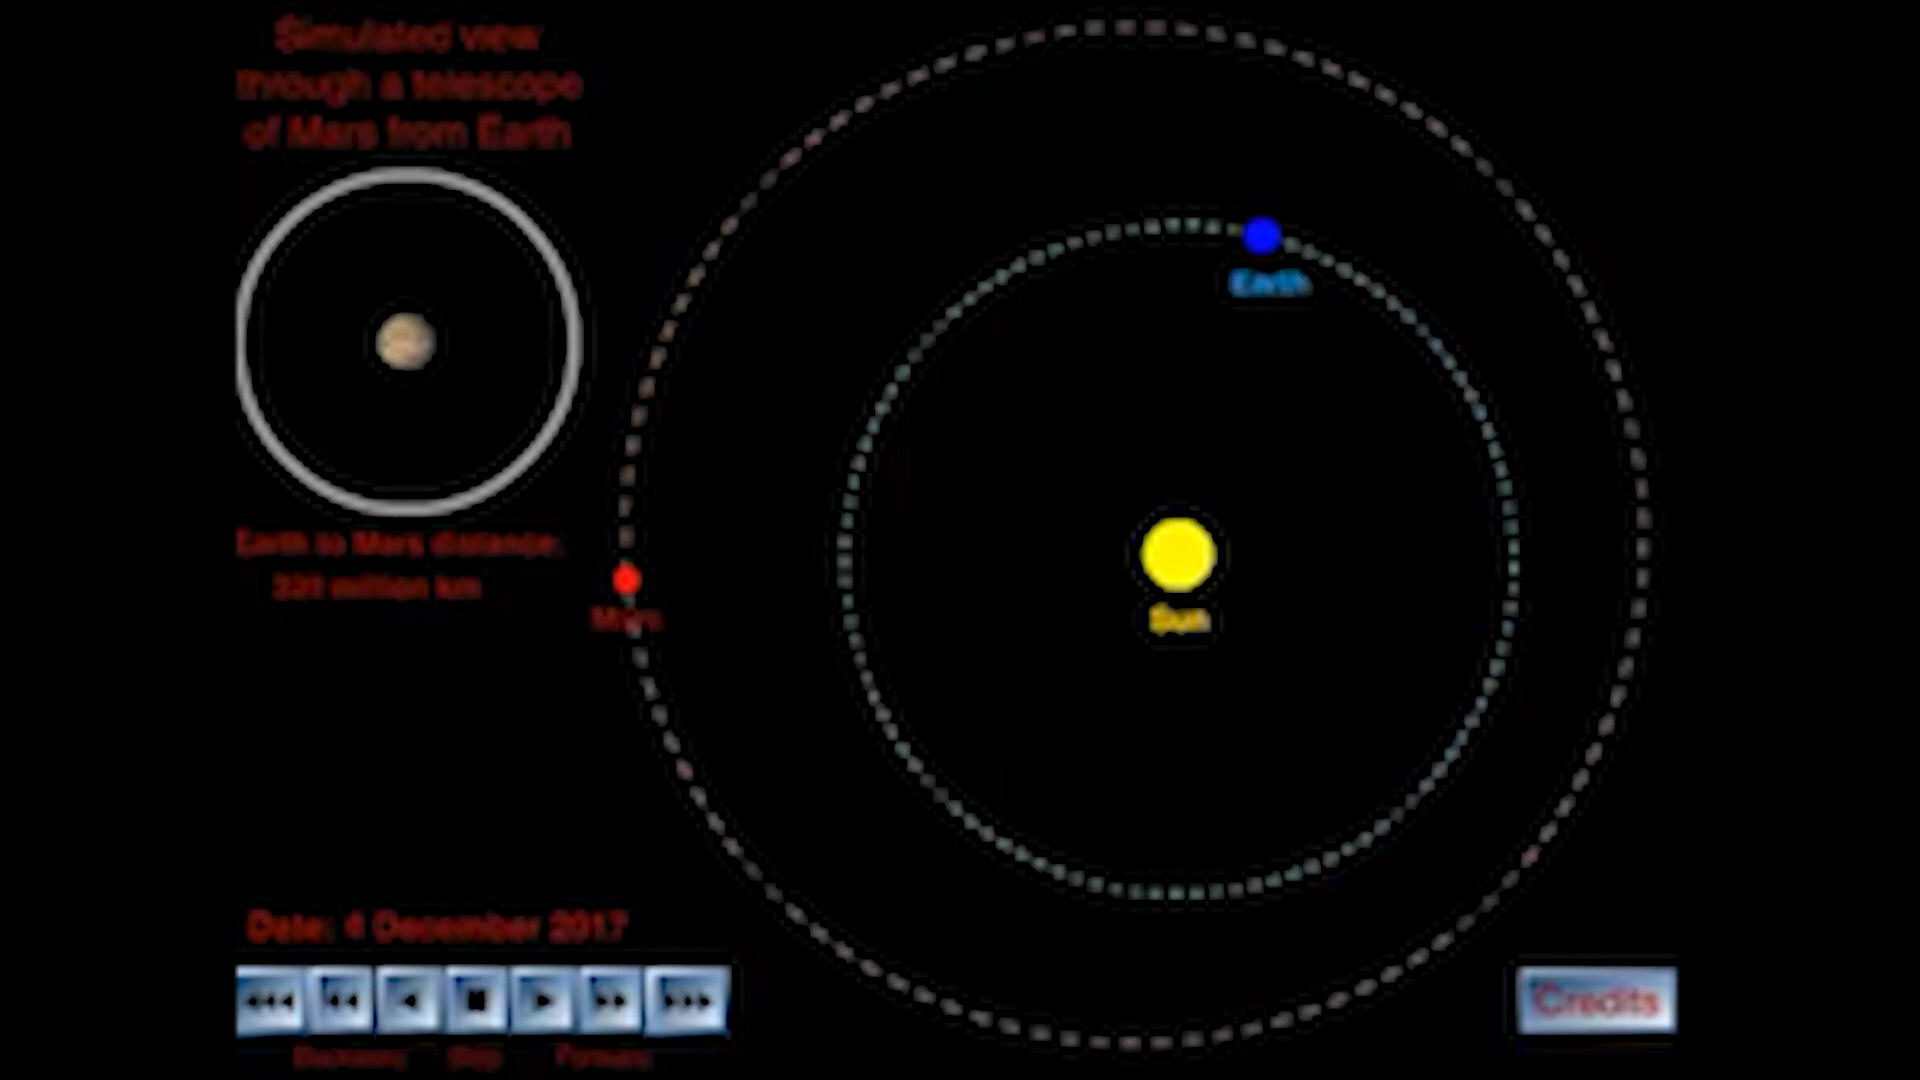 Simulated view
through a telescope
of Mars from Earth
Earth
Earth to Mars distance:
million km
Mars
Sun
Date: 4 December 2017
Credits
Backward Stop Forward